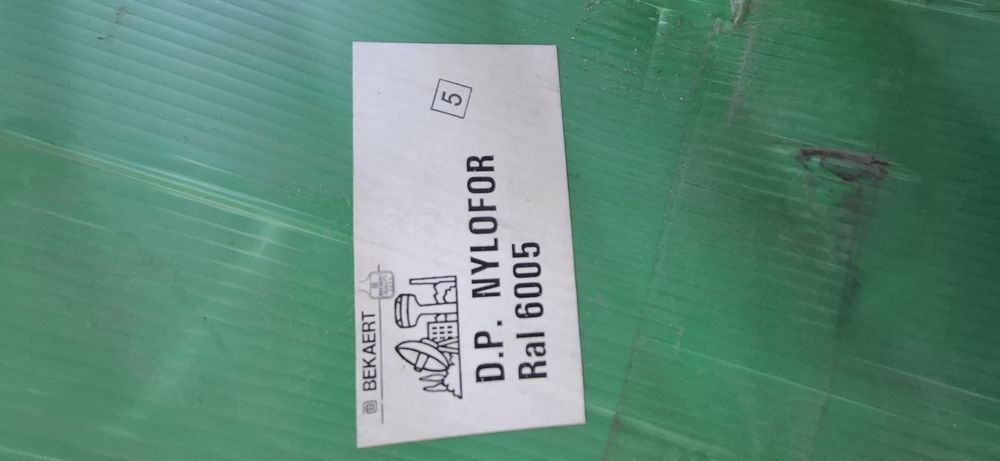 BEKAERT
5
D.P. NYLOFOR
Ral 6005